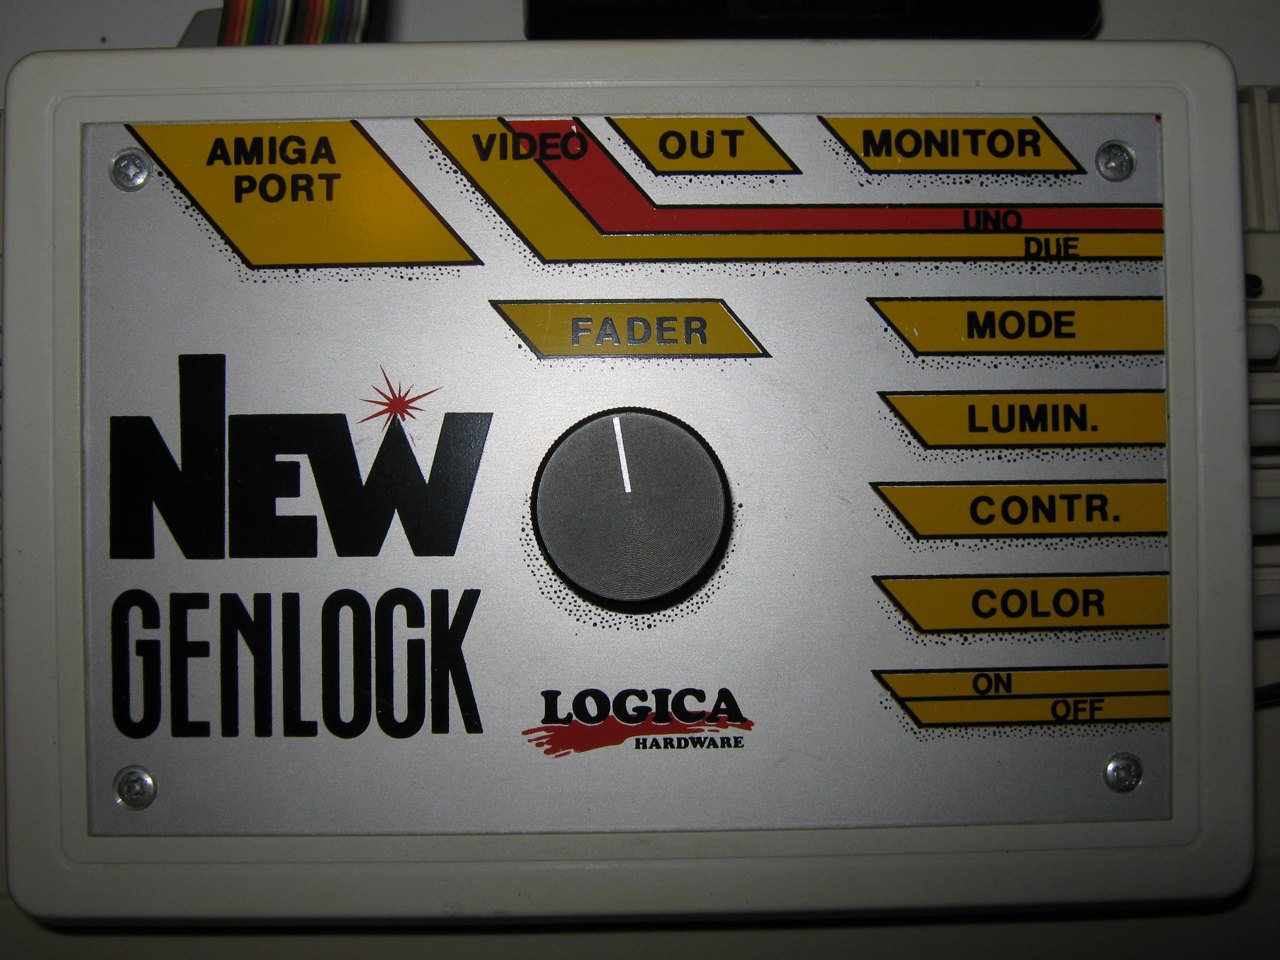 AMIGA
PORT
VIDEO
OUT
MONITOR
UNO
DUE
FADER
MODE
LUMIN.
CONTR.
COLOR
ON
OFF
NEW
GENLOCK
LOGICA
HARDWARE